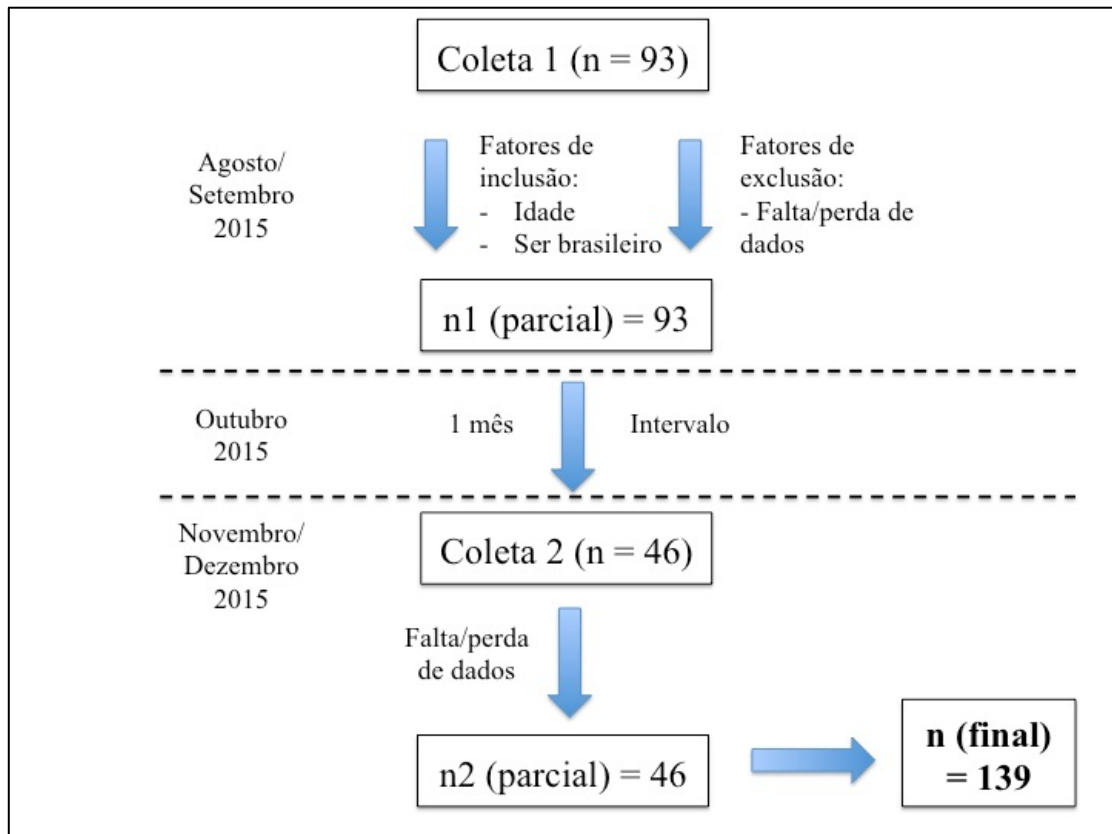 Coleta 1 (n = 93)
Agosto/
Setembro
2015
Fatores de
inclusão:
- Idade
- Ser brasileiro
Fatores de
exclusão:
- Falta/perda de
dados
n1 (parcial) = 93
Outubro
2015
1 mês
Intervalo
Novembro/
Dezembro
2015
Coleta 2 (n = 46)
Falta/perda
de dados
n2 (parcial) = 46
n (final)
= 139